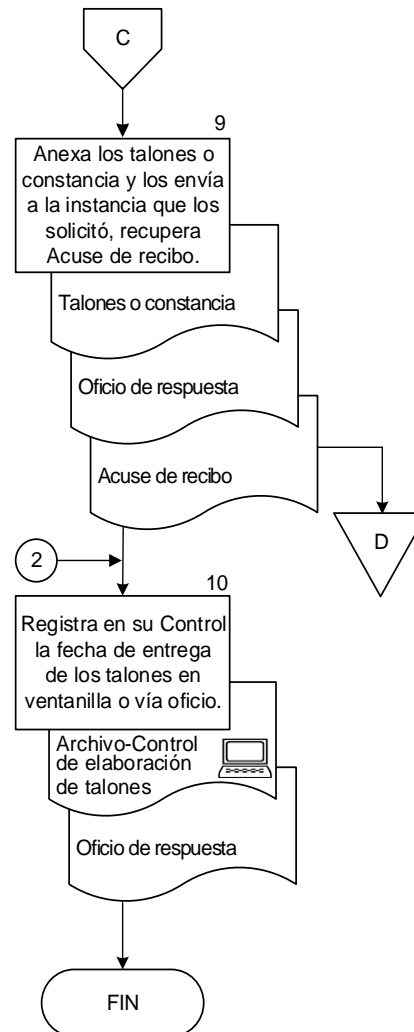 C
9
Anexa los talones o
constancia y los envía
a la instancia que los
solicitó, recupera
Acuse de recibo.
Talones o constancia
Oficio de respuesta
Acuse de recibo
D
2
10
Registra en su Control
la fecha de entrega
de los talones en
ventanilla o vía oficio.
Archivo-Control
de elaboración
de talones
Oficio de respuesta
FIN